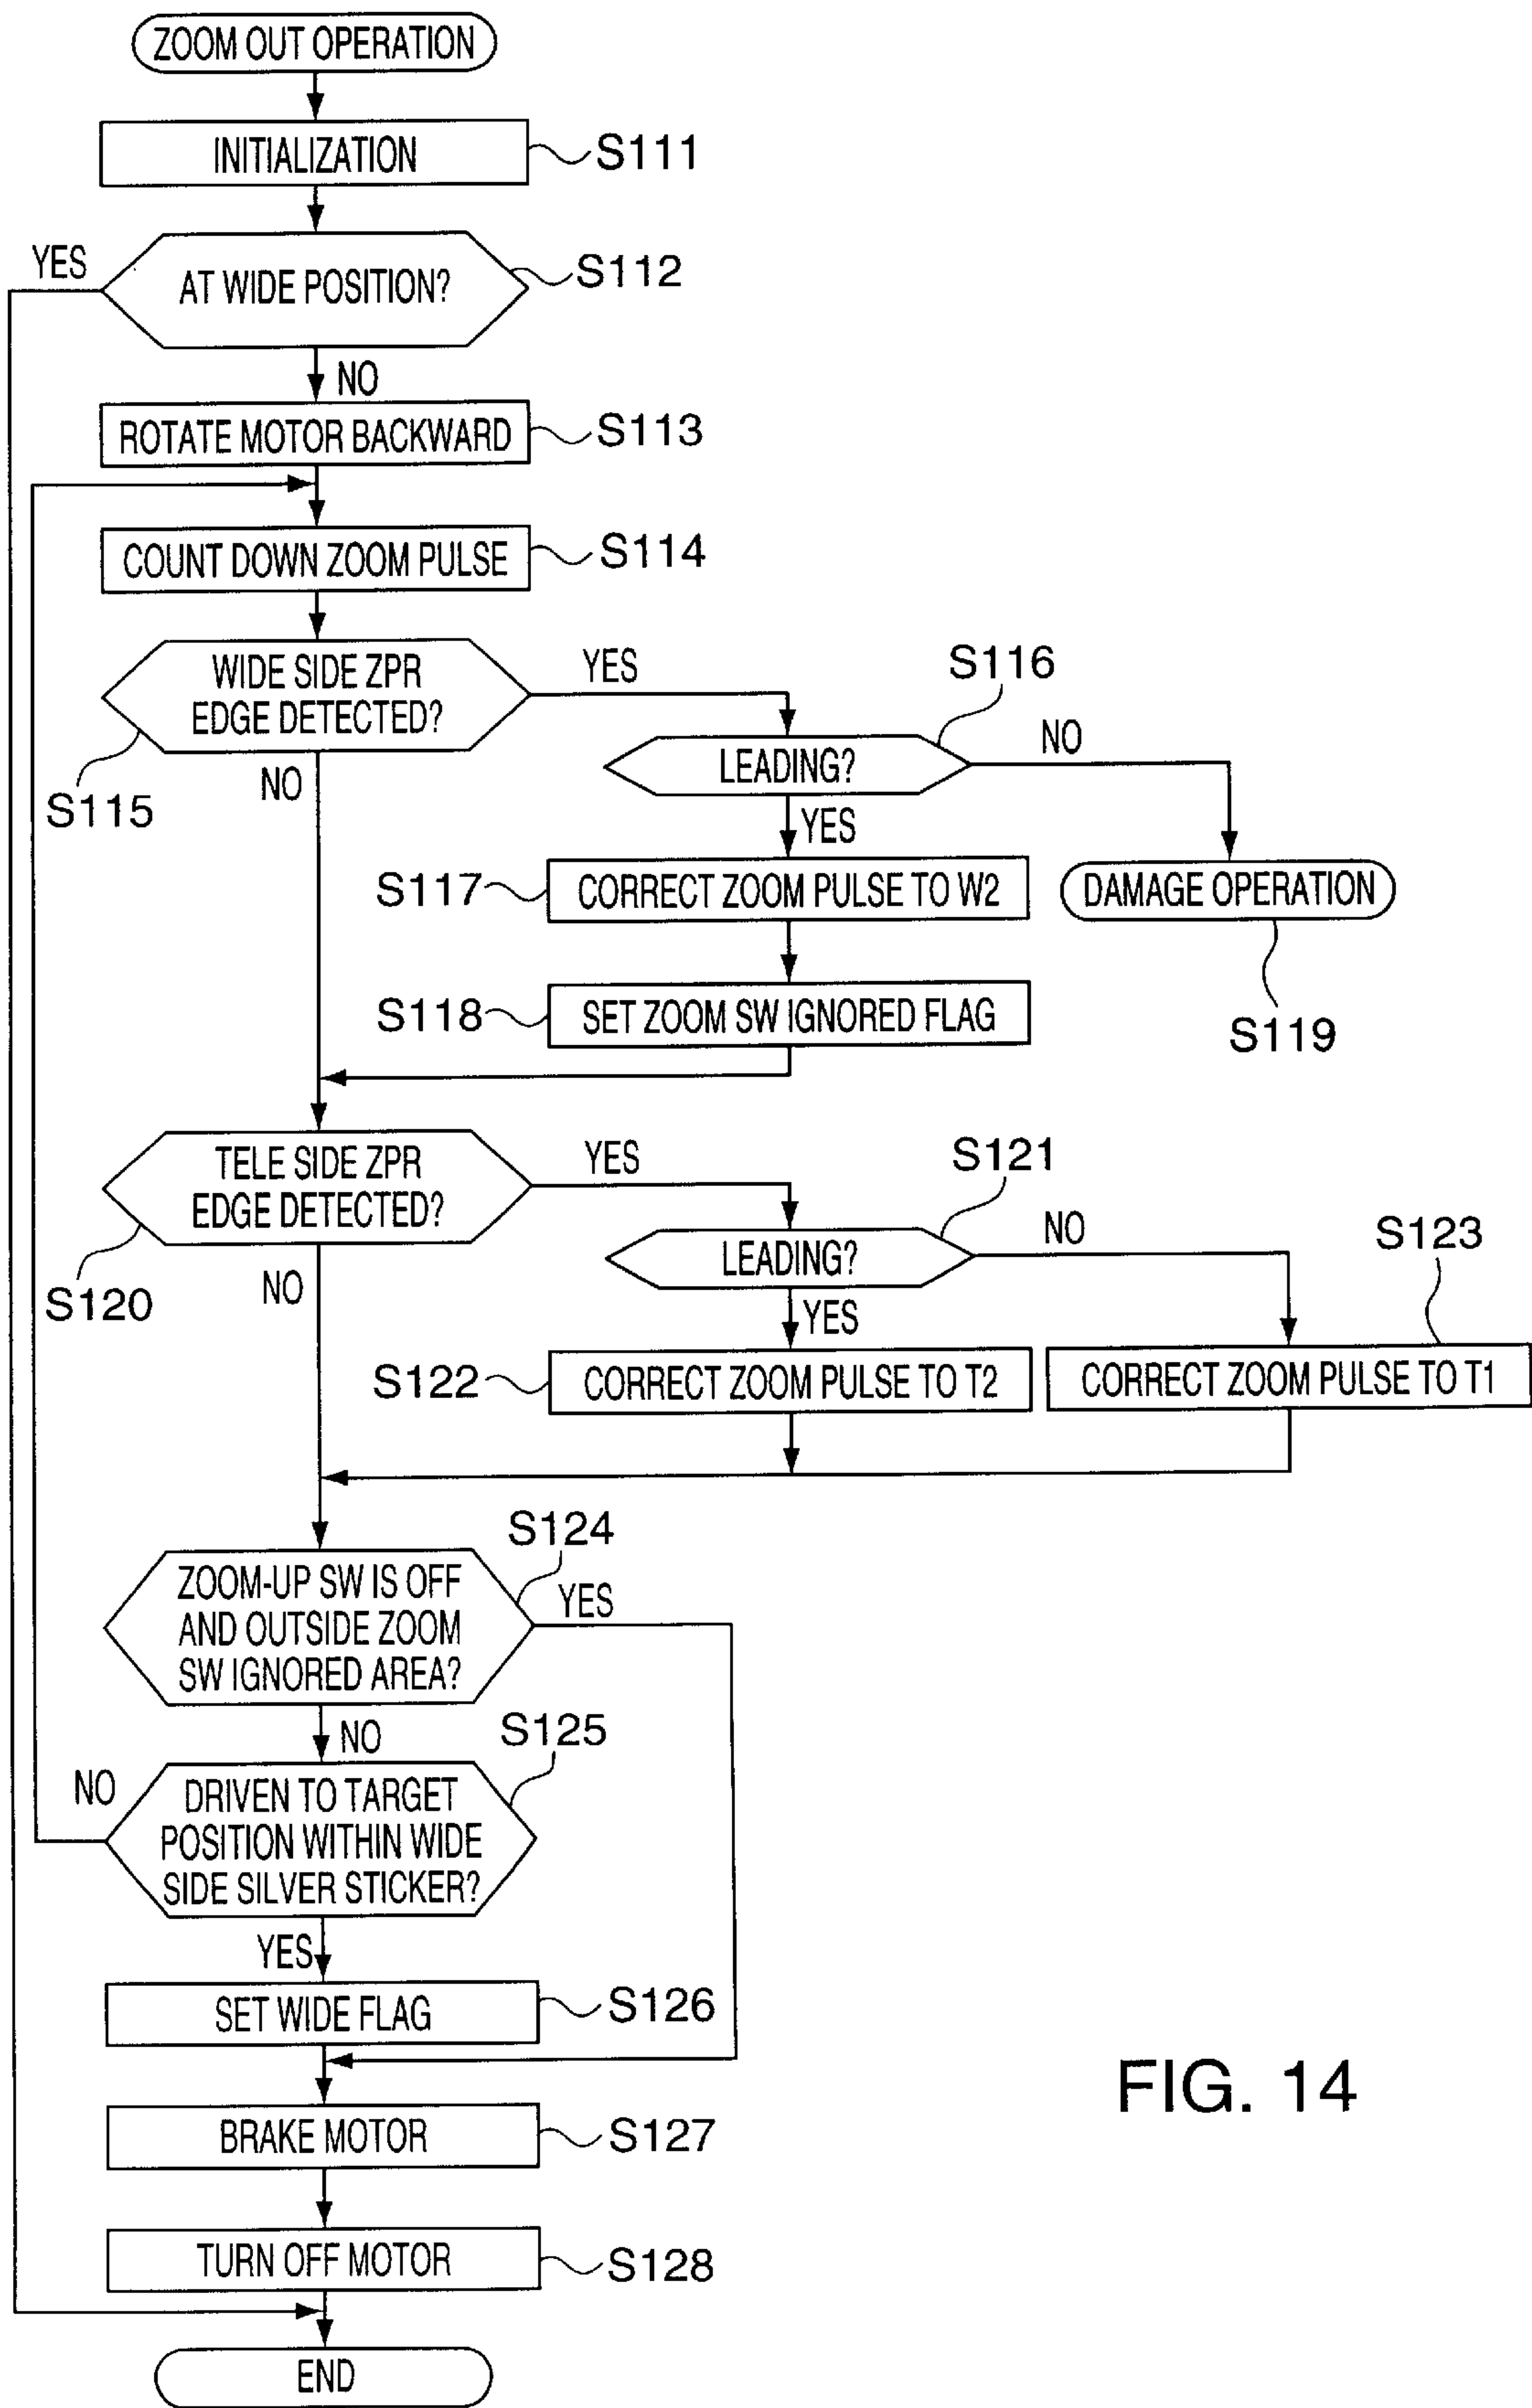 ZOOM OUT OPERATION
INITIALIZATION
S111
YES
AT WIDE POSITION?
S112
NO
ROTATE MOTOR BACKWARD
S113
COUNT DOWN ZOOM PULSE
S114
WIDE SIDE ZPR
EDGE DETECTED?
YES
S115
NO
S116
LEADING?
NO
YES
S117
CORRECT ZOOM PULSE TO W2
DAMAGE OPERATION
S118
SET ZOOM SW IGNORED FLAG
S119
TELE SIDE ZPR
EDGE DETECTED?
YES
S120
NO
S121
LEADING?
NO
S123
YES
S122
CORRECT ZOOM PULSE TO T2
CORRECT ZOOM PULSE TO T1
S124
ZOOM-UP SW IS OFF
AND OUTSIDE ZOOM
SW IGNORED AREA?
YES
NO
S125
NO
DRIVEN TO TARGET
POSITION WITHIN WIDE
SIDE SILVER STICKER?
YES
SET WIDE FLAG
S126
BRAKE MOTOR
S127
TURN OFF MOTOR
S128
END
FIG. 14